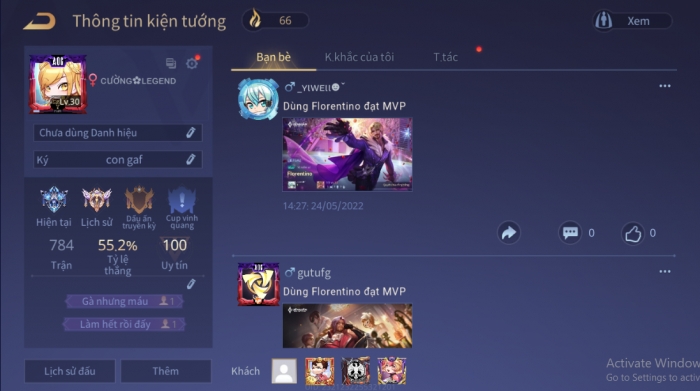 Thông tin kiện tướng
66
Xem
AOG
Lv.30
CƯỜNG✿LEGEND
Chưa dùng Danh hiệu
Ký con gaf
Hiện tại
Lịch sử
Dấu ấn truyền kỳ
Cup vinh quang
784
55.2%
100
Trận
Tỷ lệ thắng
Uy tín
Gà nhưng máu 1
Làm hết rồi đấy 1
Lịch sử đấu
Thêm
Bạn bè
K.khắc của tôi
T.tác
_YIWEII
Dùng Florentino đạt MVP
Florentino
14:27 24/05/2022
0
0
gutufg
Dùng Florentino đạt MVP
Khách
Activate Window
Go to Settings to activ